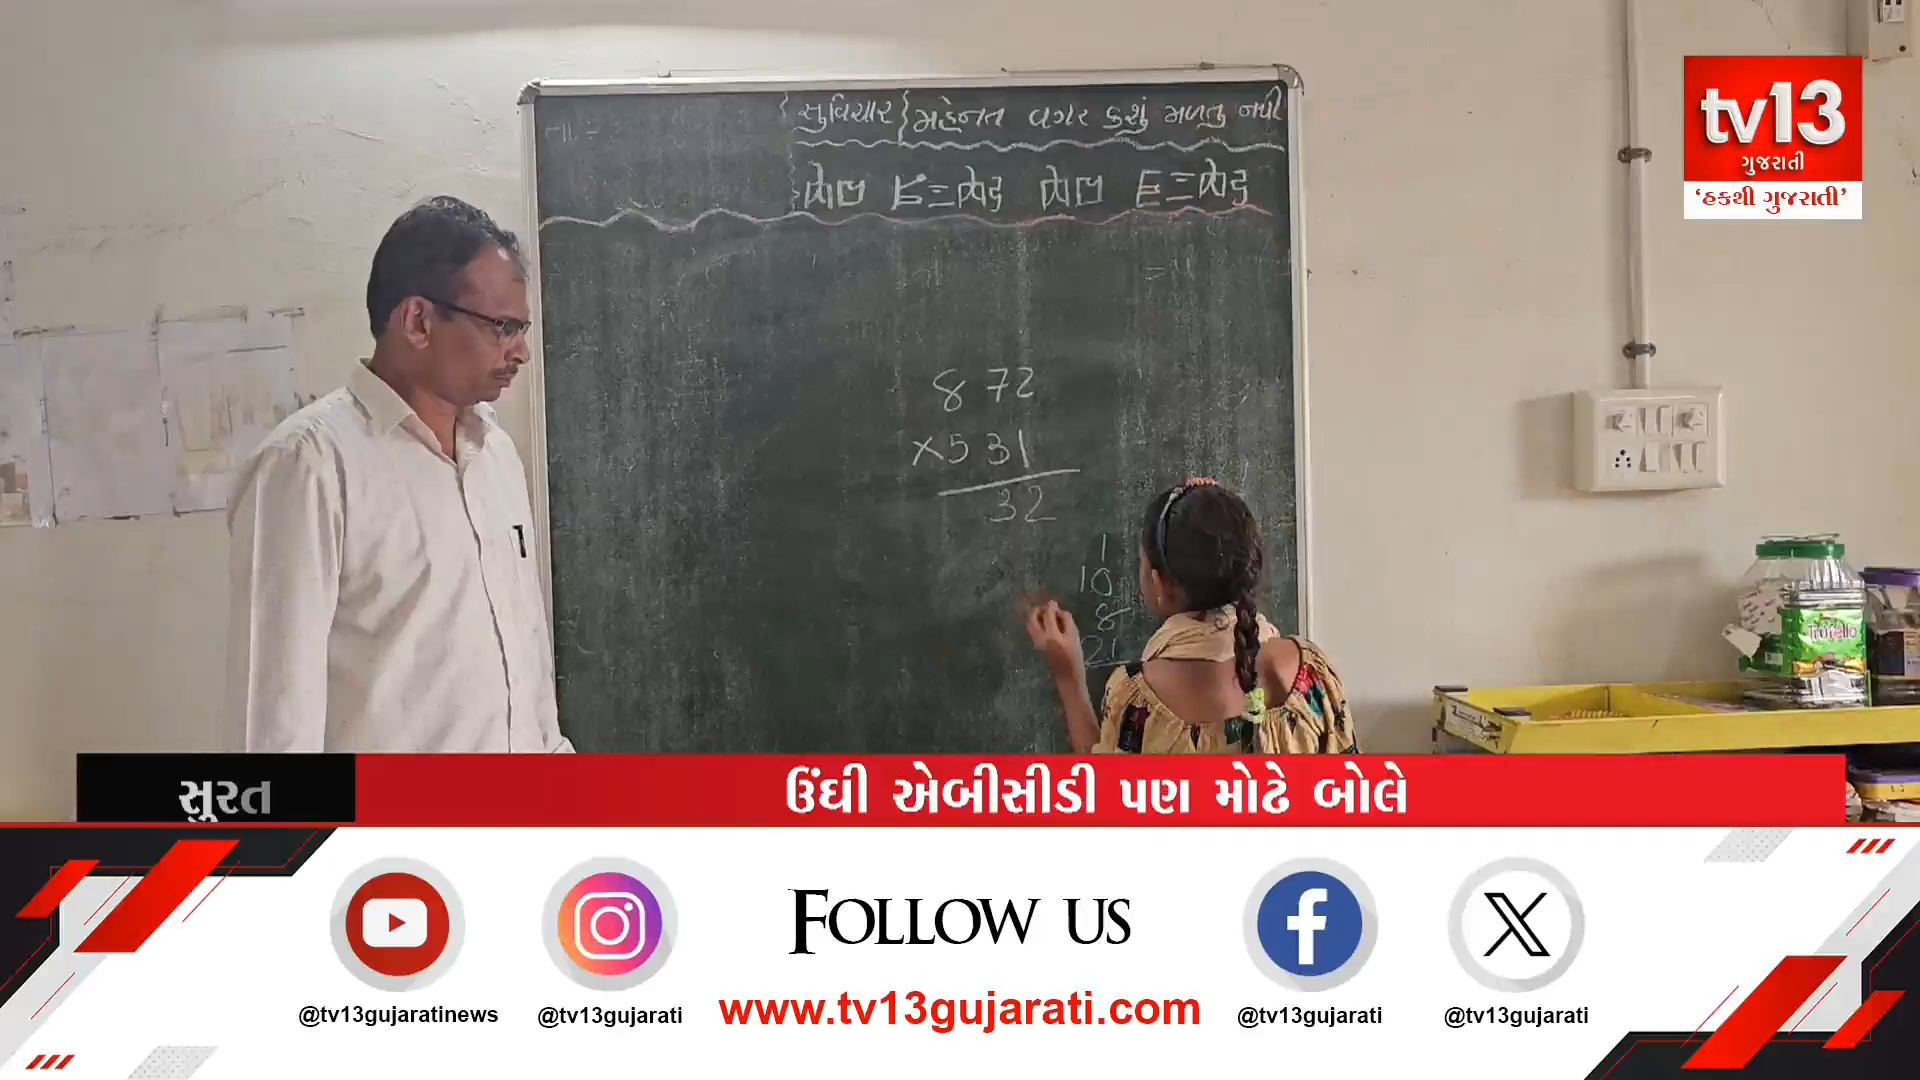 {સુવિચાર} મહેનત વગર કશું મળતુ નથી
872
×531
32
1
10
8
21
tv13
ગુજરાતી
‘હકથી ગુજરાતી’
Trufello
સુરત
ઉંઘી એબીસીડી પણ મોઢે બોલે
FOLLOW US
@tv13gujaratinews
@tv13gujarati
www.tv13gujarati.com
@tv13gujarati
@tv13gujarati